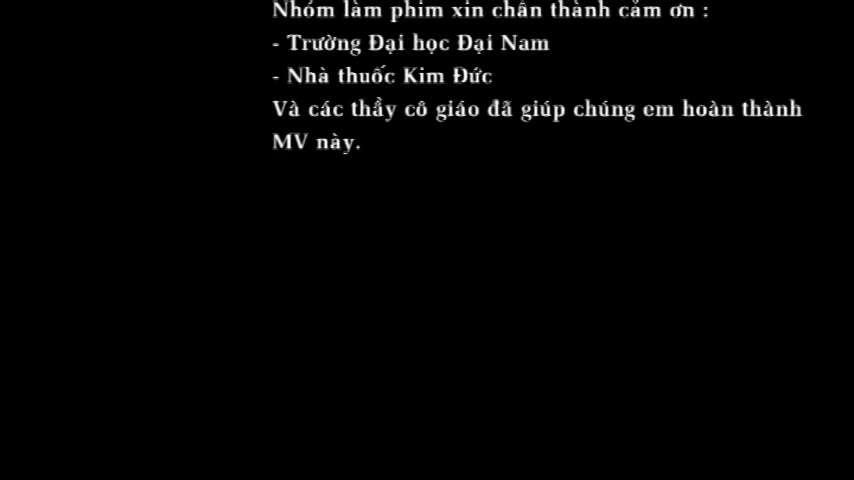 Nhóm làm phim xin chân thành cảm ơn :
- Trường Đại học Đại Nam
- Nhà thuốc Kim Đức
Và các thầy cô giáo đã giúp chúng em hoàn thành
MV này.